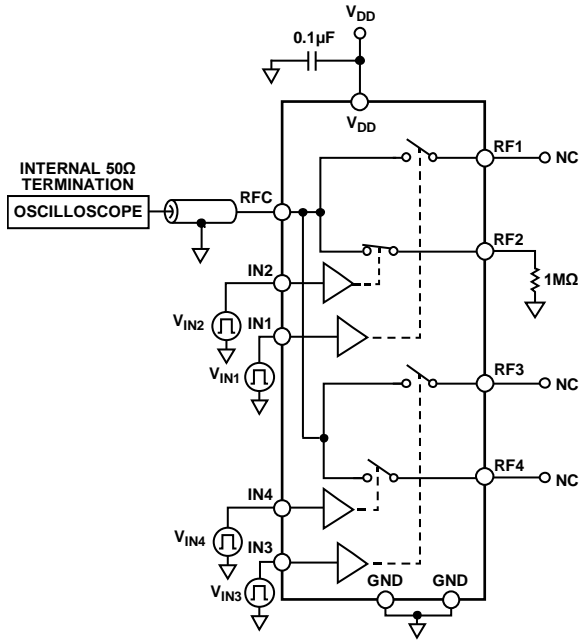 VDD
0.1µF
VDD
RF1
NC
INTERNAL 50Ω
TERMINATION
OSCILLOSCOPE
RFC
RF2
1MΩ
IN2
VIN2
IN1
VIN1
RF3
NC
RF4
NC
IN4
VIN4
IN3
VIN3
GND
GND